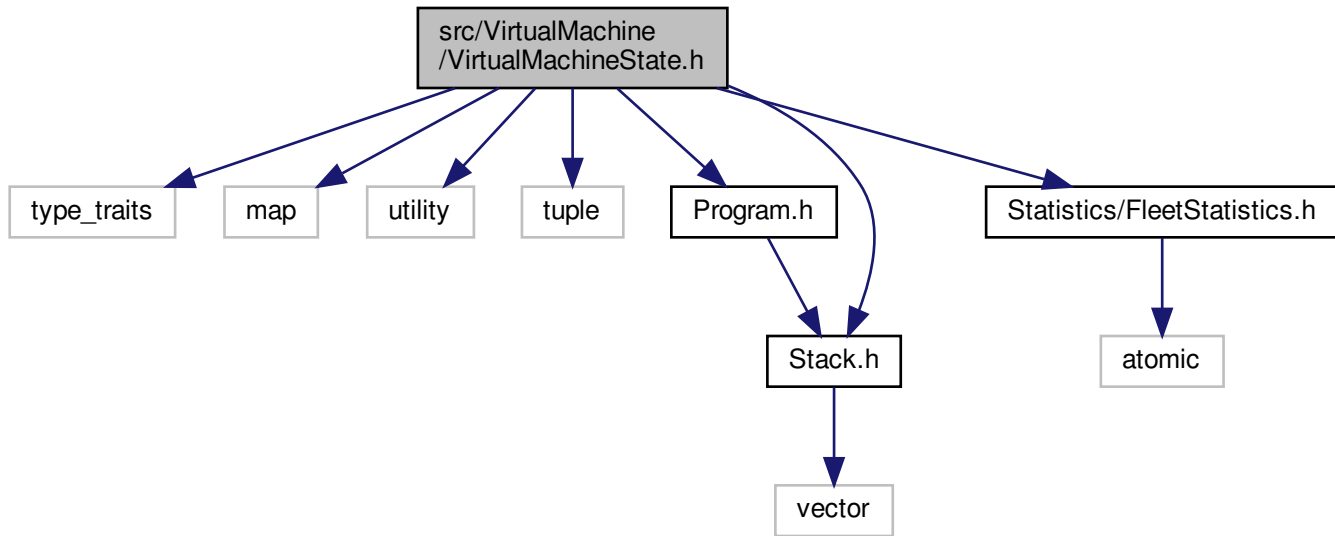 src/VirtualMachine
/VirtualMachineState.h
type_traits
map
utility
tuple
Program.h
Statistics/FleetStatistics.h
Stack.h
atomic
vector